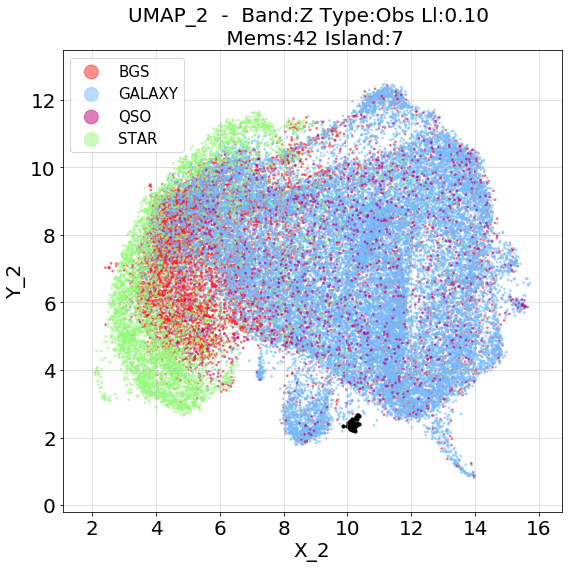 UMAP_2  -  Band:Z Type:Obs Ll:0.10
Mems:42 Island:7
BGS
GALAXY
QSO
STAR
12
10
8
6
4
2
0
Y_2
2 4 6 8 10 12 14 16
X_2